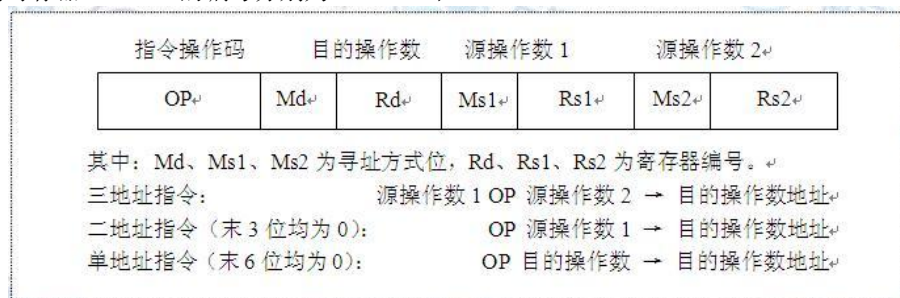 指令操作码 目的操作数 源操作数 1 源操作数 2
OP Md Rd Ms1 Rs1 Ms2 Rs2
其中：Md、Ms1、Ms2 为寻址方式位，Rd、Rs1、Rs2 为寄存器编号。
三地址指令： 源操作数 1 OP 源操作数 2 → 目的操作数地址
二地址指令（末 3 位均为 0）： OP 源操作数 1 → 目的操作数地址
单地址指令（末 6 位均为 0）： OP 目的操作数 → 目的操作数地址